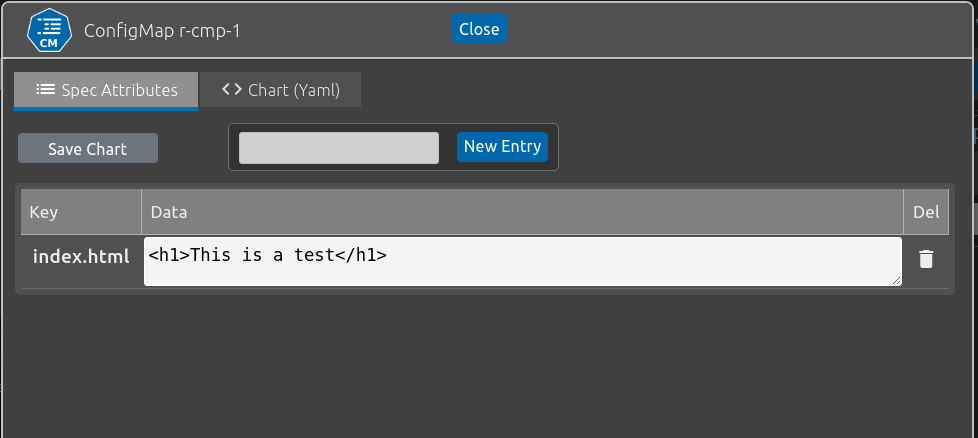 CM
ConfigMap r-cmp-1
Close
Spec Attributes
Chart (Yaml)
Save Chart
New Entry
Key Data Del
index.html <h1>This is a test</h1>